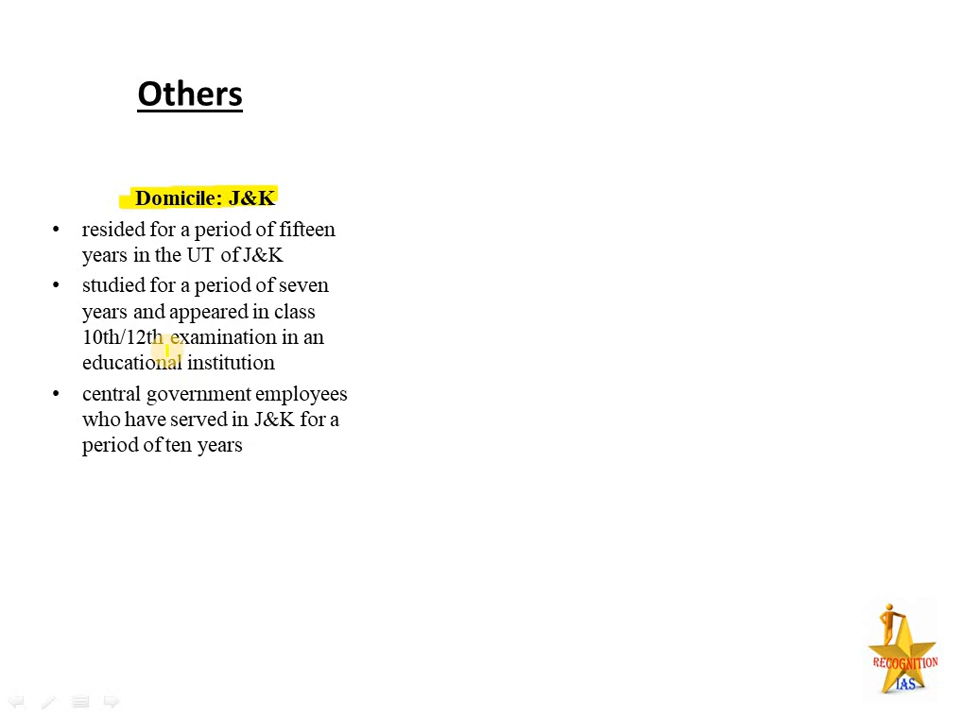 Others
Domicile: J&K
• resided for a period of fifteen
years in the UT of J&K
• studied for a period of seven
years and appeared in class
10th/12th examination in an
educational institution
• central government employees
who have served in J&K for a
period of ten years
RECOGNITION
IAS